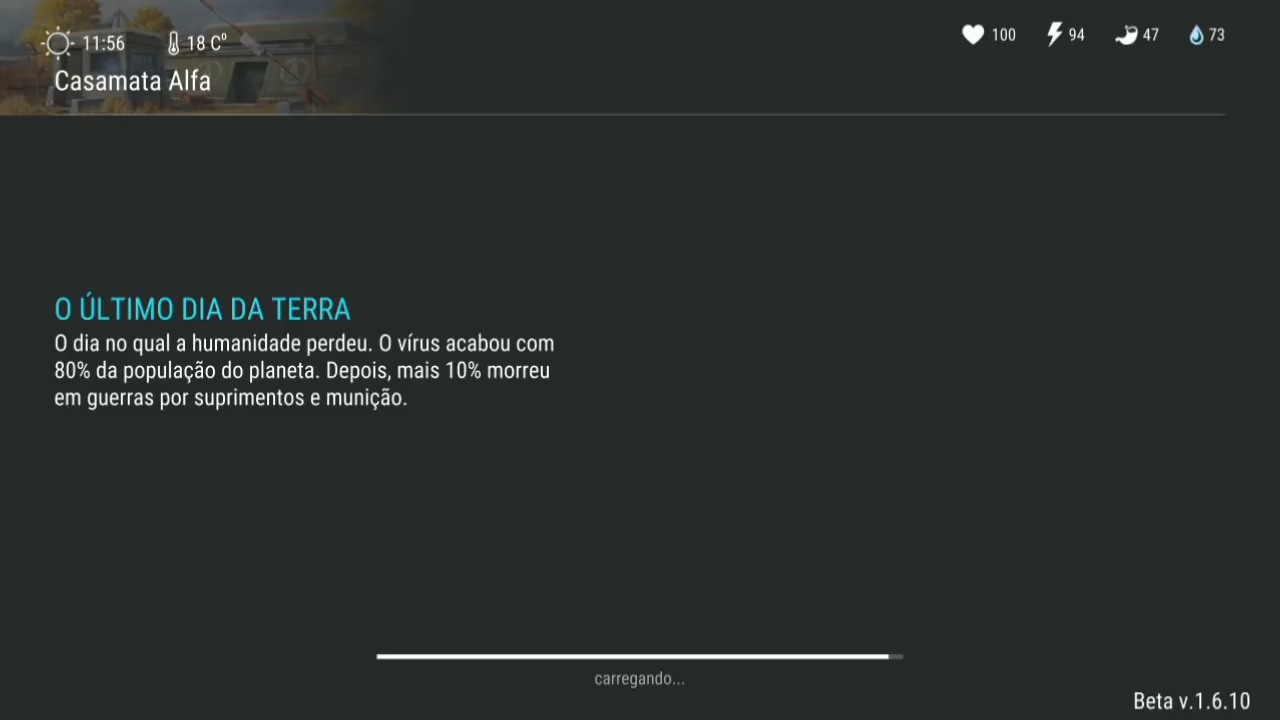 11:56 18 Cº
100 94 47 73
Casamata Alfa
O ÚLTIMO DIA DA TERRA
O dia no qual a humanidade perdeu. O vírus acabou com
80% da população do planeta. Depois, mais 10% morreu
em guerras por suprimentos e munição.
carregando...
Beta v.1.6.10